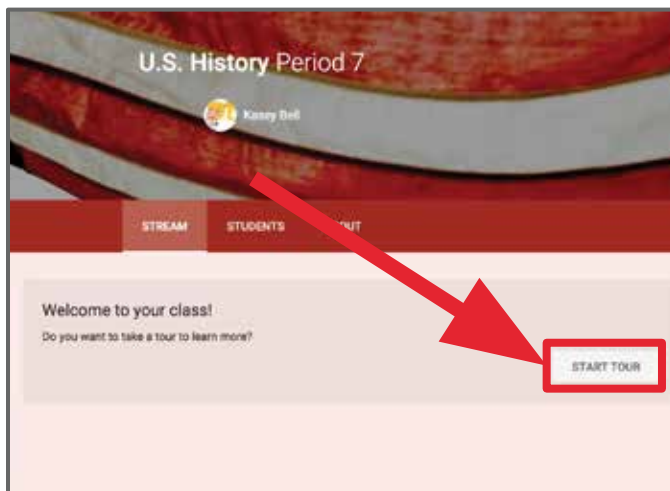 U.S. History Period 7
Kasey Bell
STREAM STUDENTS
Welcome to your class!
Do you want to take a tour to learn more?
START TOUR